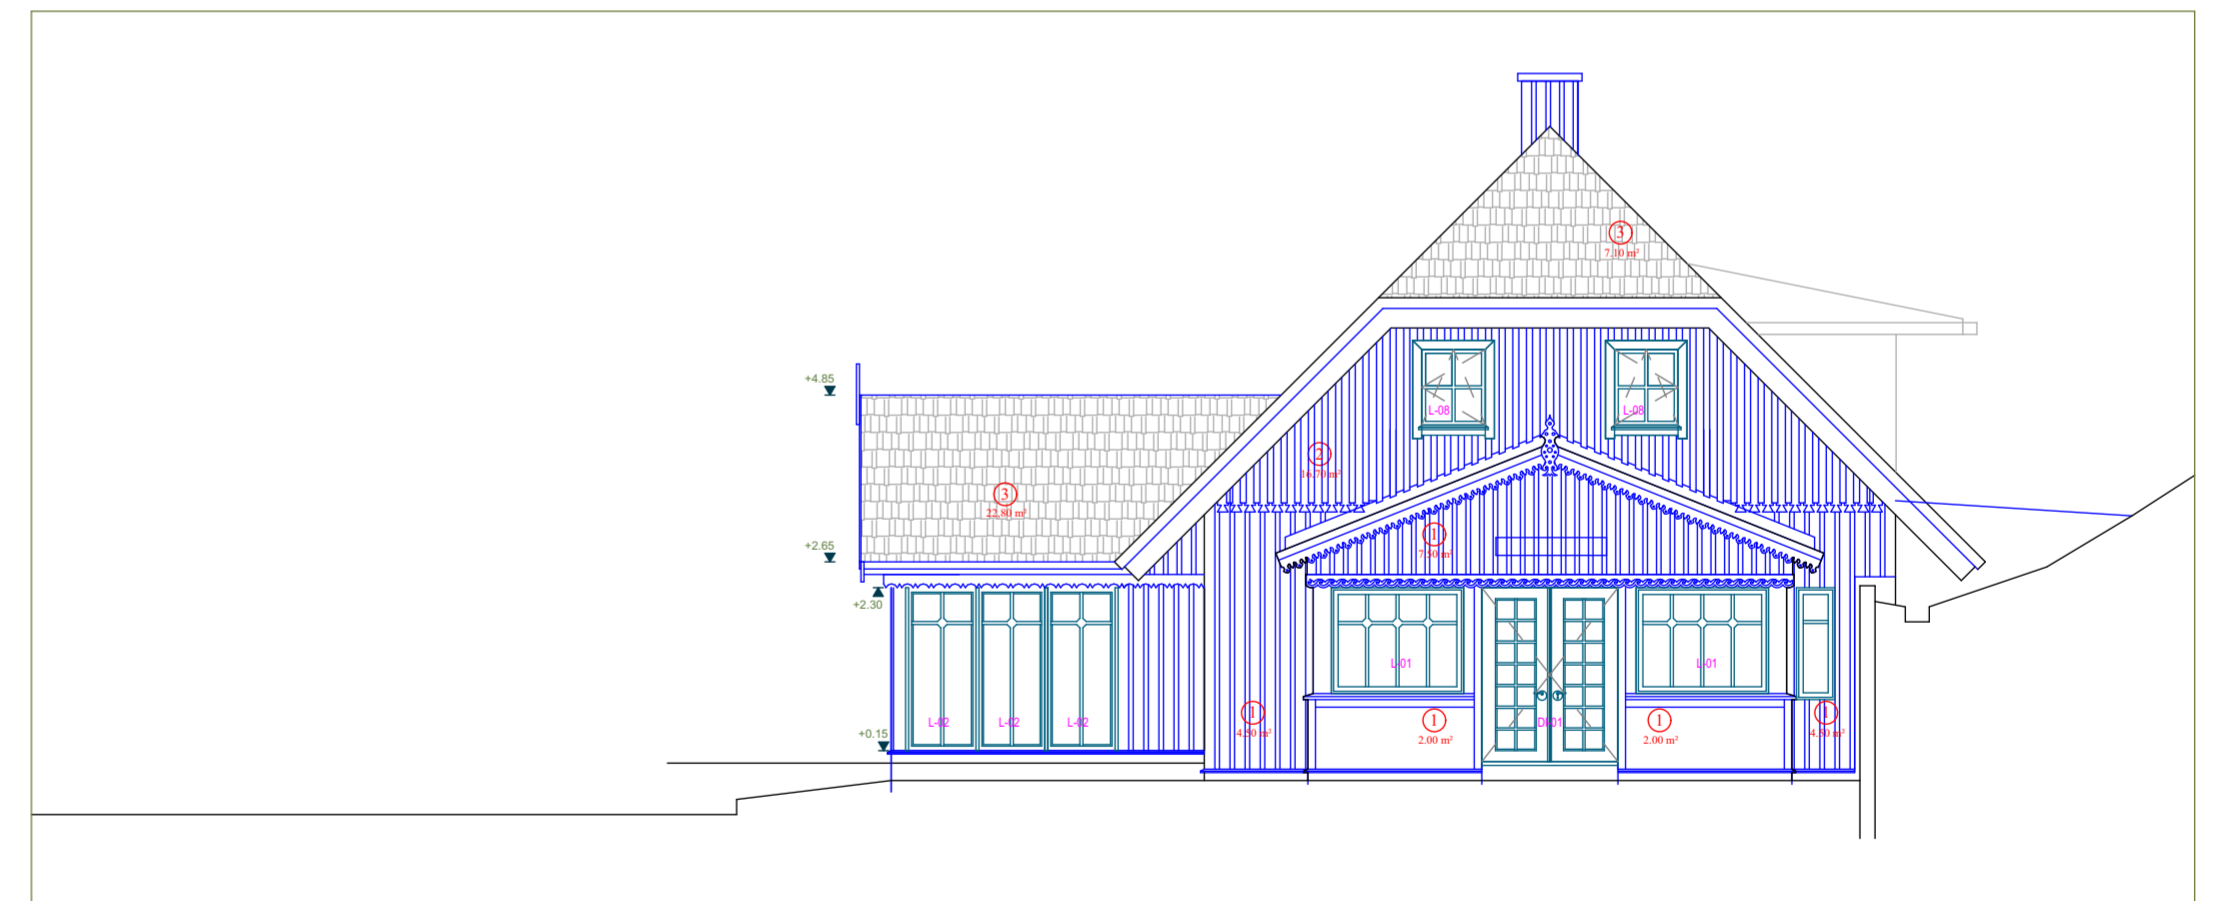 3
7.10 m²
+4.85
L-08
L-08
2
16.70 m²
3
22.80 m²
1
7.50 m²
+2.65
+2.30
L-01
L-01
1
4.50 m²
1
2.00 m²
1
2.00 m²
1
4.50 m²
L-02
L-02
L-02
DI-01
+0.15